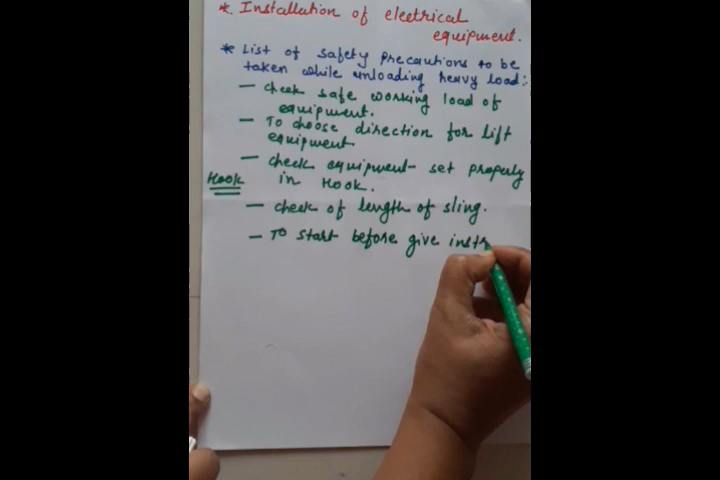 *. Installation of electrical
equipment.
* List of safety precautions to be
taken while unloading heavy load:-
- check safe working load of
equipment.
- To choose direction for lift
equipment
- check equipment set properly
in Hook.
Hook
- check of length of sling.
- To start before give instr